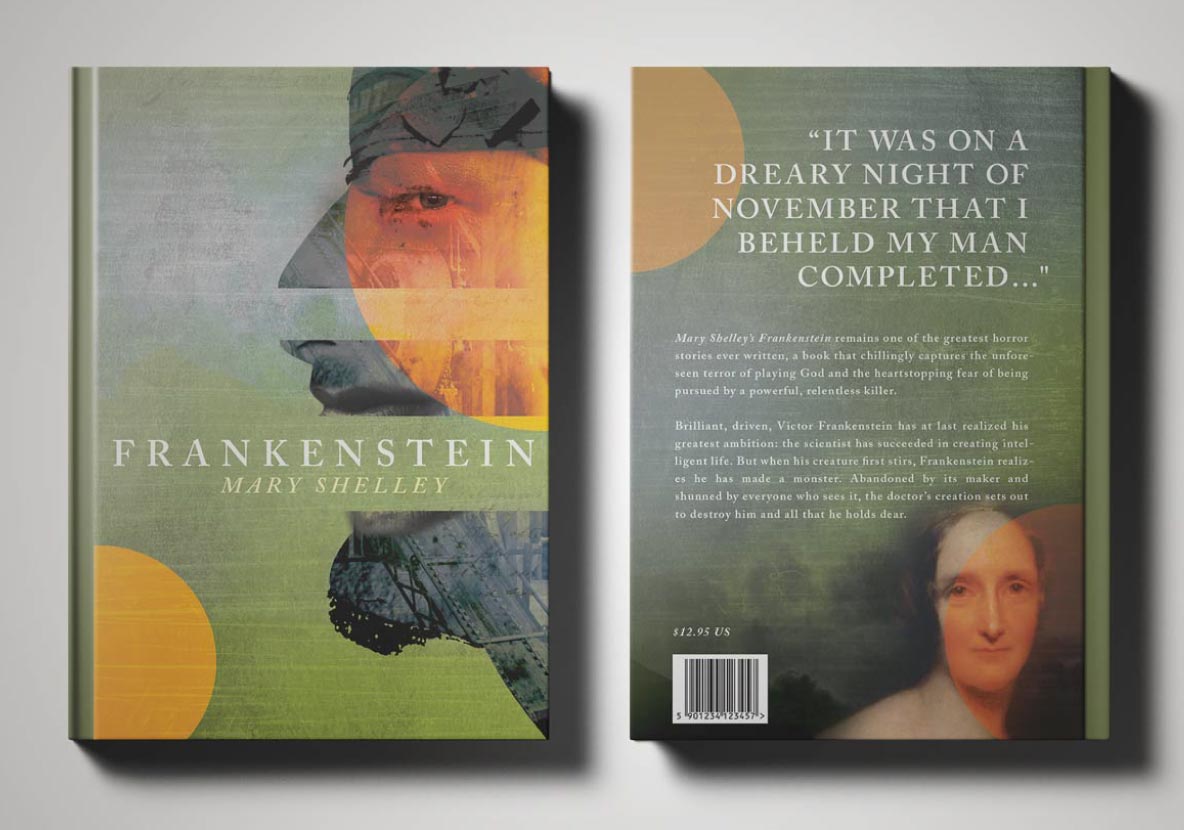 FRANKENSTEIN
MARY SHELLEY
“IT WAS ON A
DREARY NIGHT OF
NOVEMBER THAT I
BEHELD MY MAN
COMPLETED..."
Mary Shelley's Frankenstein remains one of the greatest horror
stories ever written, a book that chillingly captures the unfore-
seen terror of playing God and the heartstopping fear of being
pursued by a powerful, relentless killer.
Brilliant, driven, Victor Frankenstein has at last realized his
greatest ambition: the scientist has succeeded in creating intel-
ligent life. But when his creature first stirs, Frankenstein realiz-
es he has made a monster. Abandoned by its maker and
shunned by everyone who sees it, the doctor's creation sets out
to destroy him and all that he holds dear.
$12.95 US
5 901234 123457 >